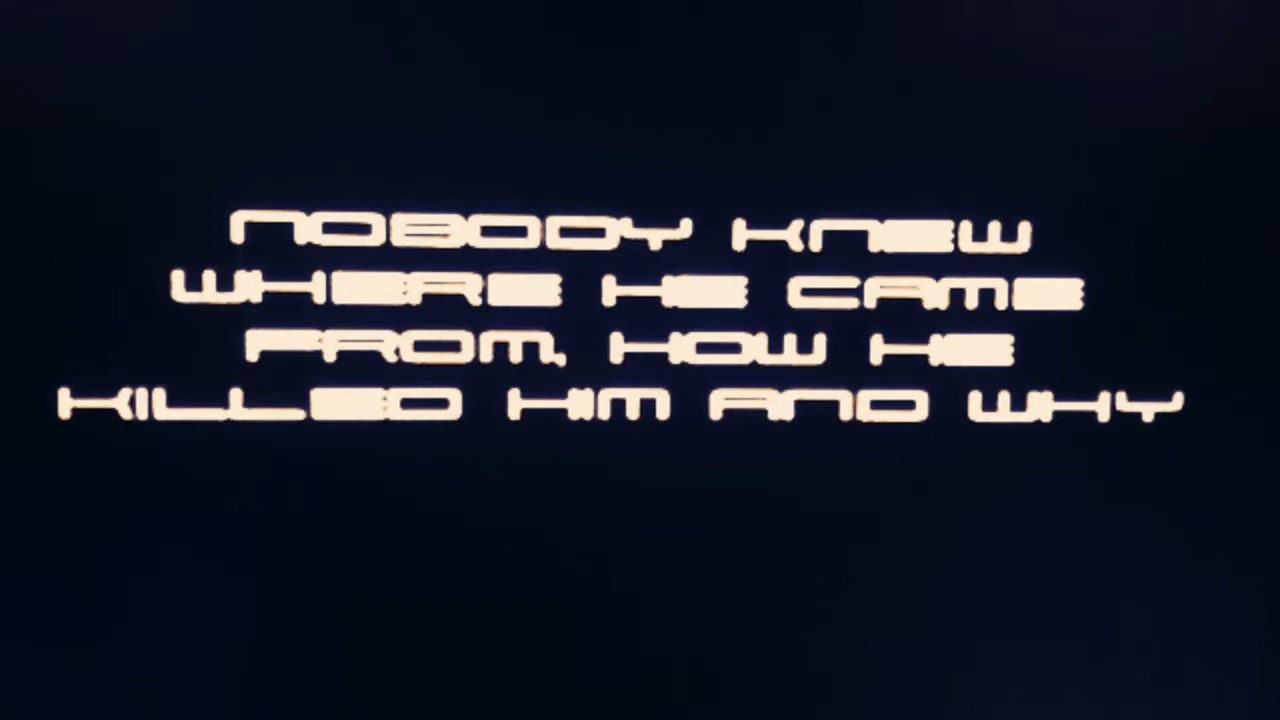 NOBODY KNEW
WHERE HE CAME
FROM, HOW HE
KILLED HIM AND WHY